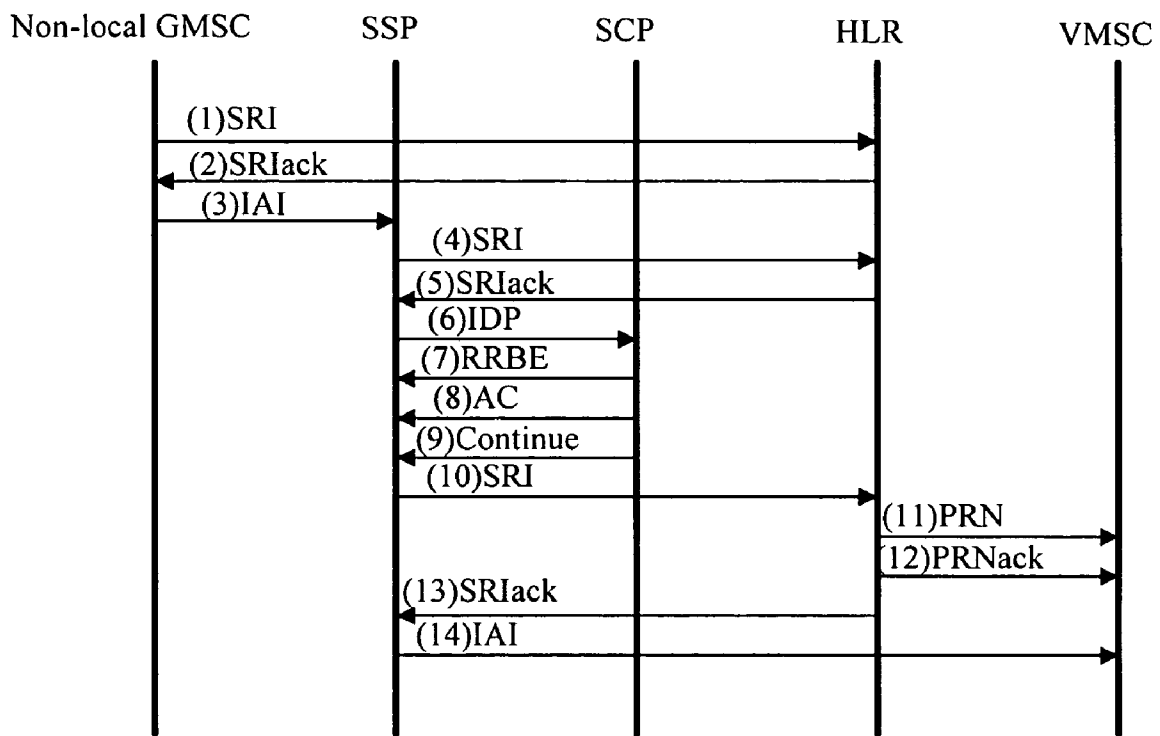 Non-local GMSC SSP SCP HLR VMSC
(1)SRI
(2)SRIack
(3)IAI
(4)SRI
(5)SRIack
(6)IDP
(7)RRBE
(8)AC
(9)Continue
(10)SRI
(11)PRN
(12)PRNack
(13)SRIack
(14)IAI